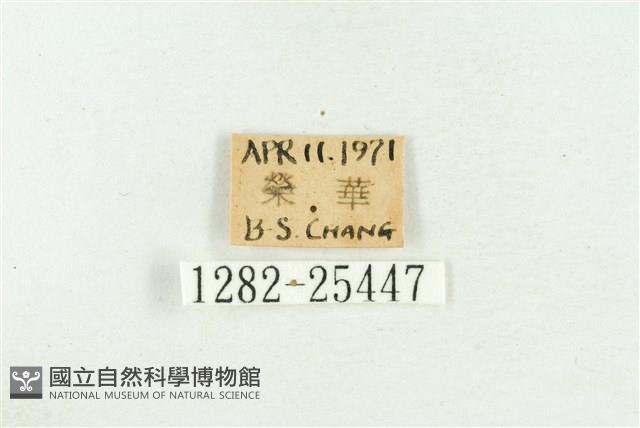 APR 11.1971
榮 華
B-S. CHANG
1282-25447
國立自然科學博物館
NATIONAL MUSEUM OF NATURAL SCIENCE